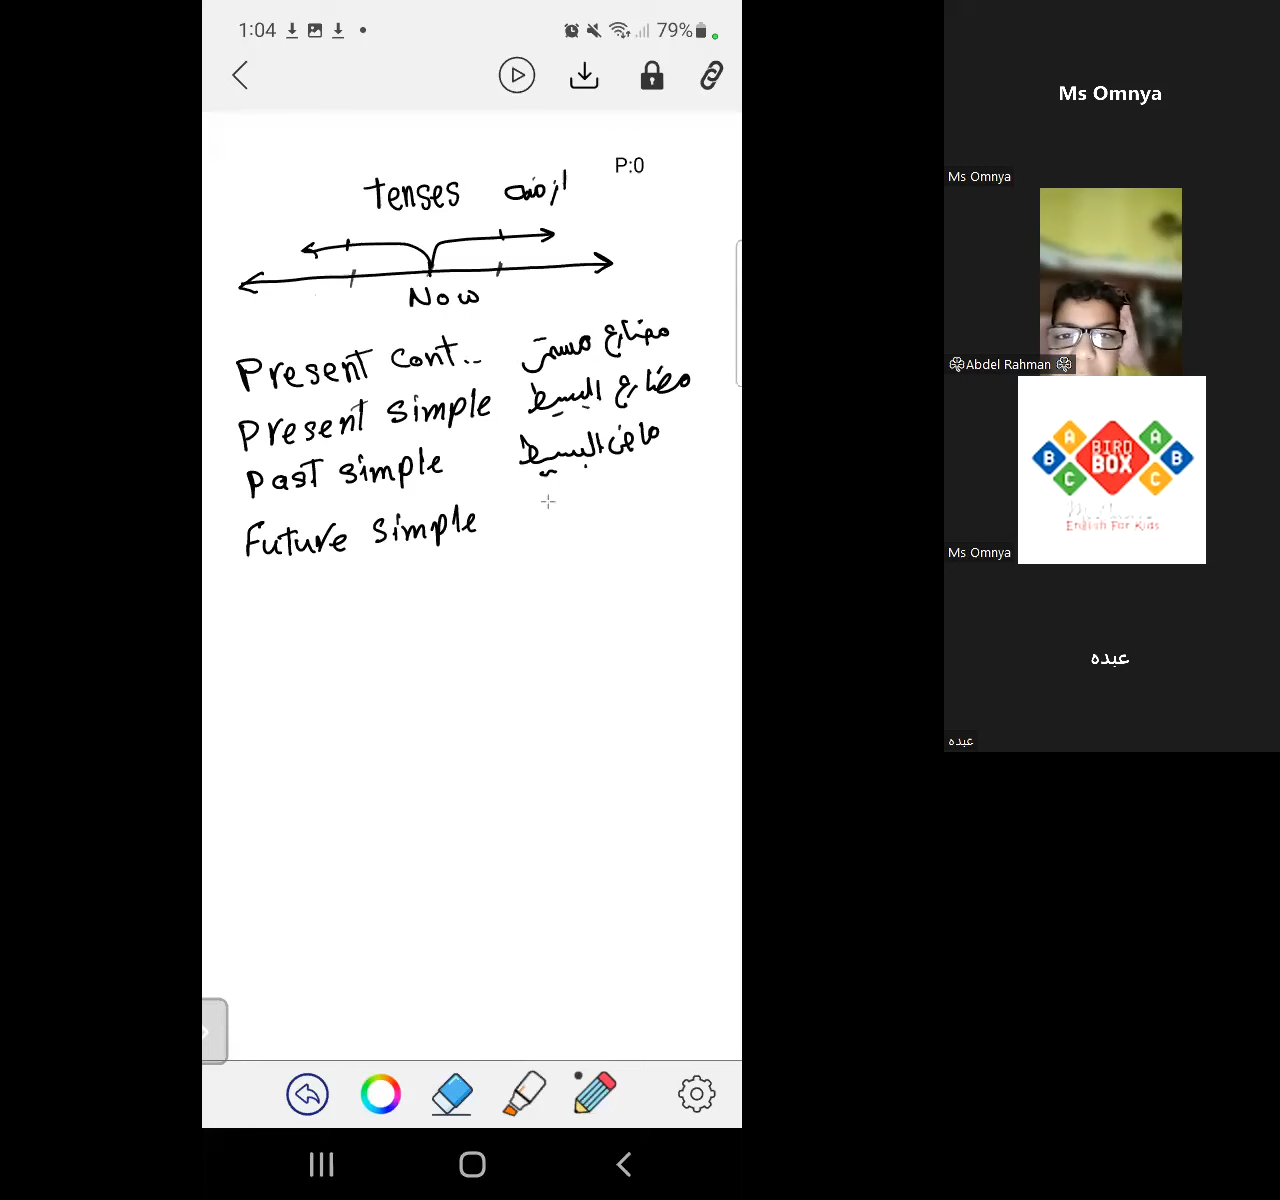 1:04 79%
P:0
Tenses ازمنه
Now
Present cont.. مضارع مستمر
Present simple مضارع البسيط
Past simple ماضى البسيط
Future simple
Ms Omnya
Ms Omnya
Abdel Rahman
A A
B BIRD BOX B
C C
English For Kids
Ms Omnya
عبده
عبده